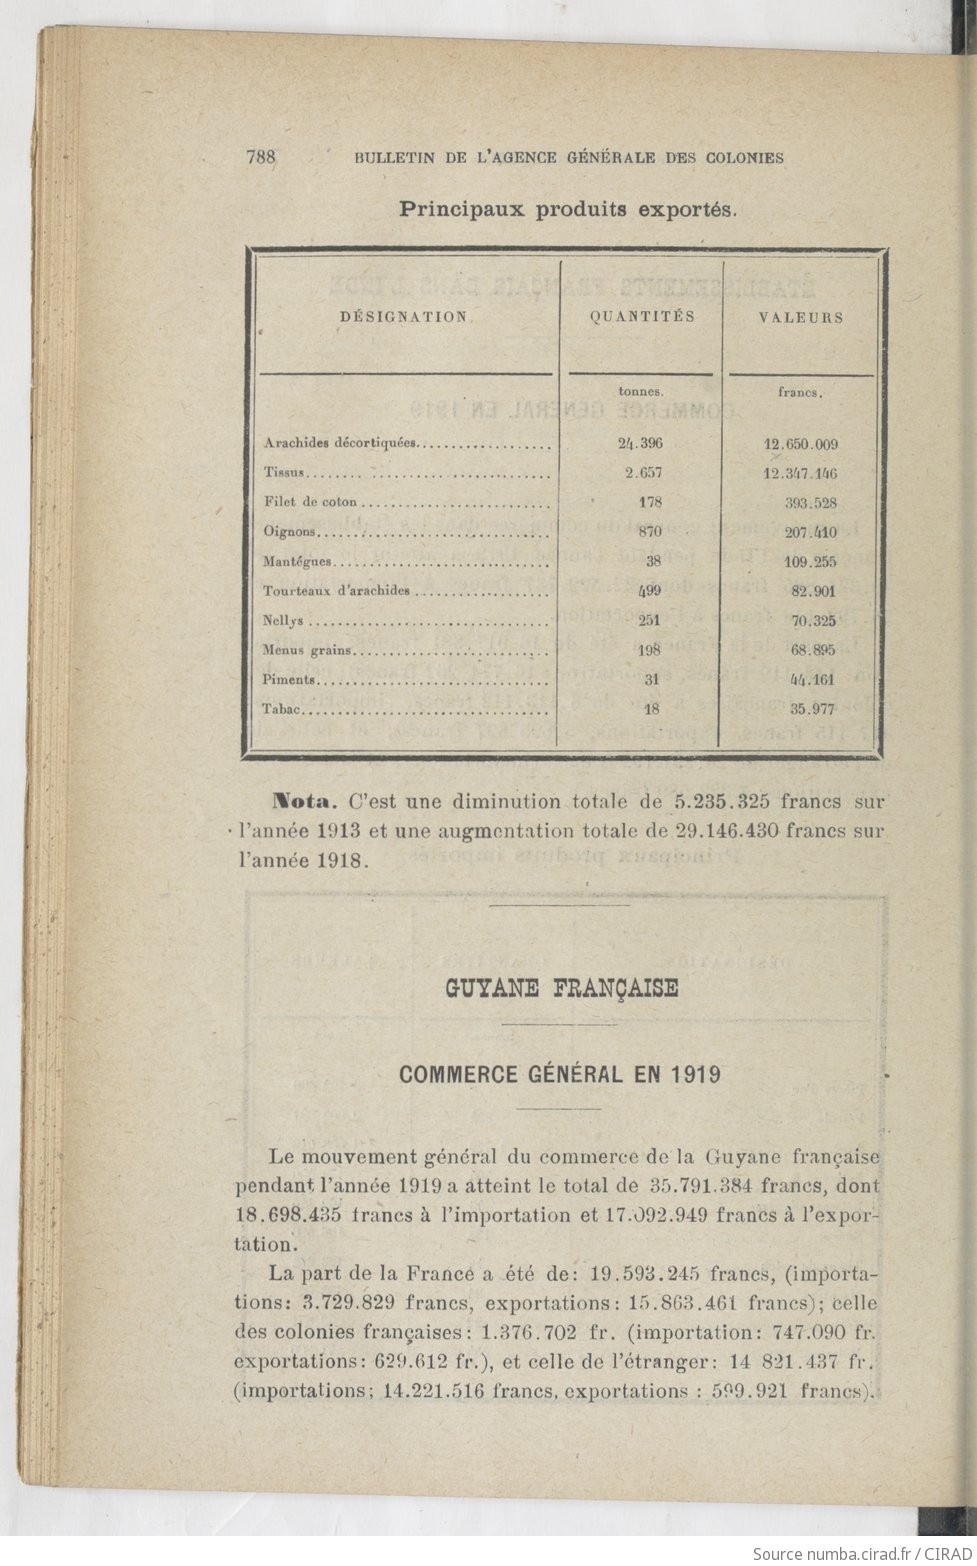 788 BULLETIN DE L'AGENCE GÉNÉRALE DES COLONIES
Principaux produits exportés.
DÉSIGNATION QUANTITÉS VALEURS
tonnes. francs.
Arachides décortiquées.................. 24.396 12.650.009
Tissus.................................. 2.657 12.347.146
Filet de coton .......................... 178 393.528
Oignons................................ 870 207.410
Mantégues.............................. 38 109.255
Tourteaux d'arachides .................. 499 82.901
Nellys ................................. 251 70.325
Menus grains........................... 198 68.895
Piments................................ 31 44.161
Tabac.................................. 18 35.977
Nota. C'est une diminution totale de 5.235.325 francs sur
l'année 1913 et une augmentation totale de 29.146.430 francs sur
l'année 1918.
GUYANE FRANÇAISE
COMMERCE GÉNÉRAL EN 1919
Le mouvement général du commerce de la Guyane française
pendant l'année 1919 a atteint le total de 35.791.384 francs, dont
18.698.435 francs à l'importation et 17.092.949 francs à l'expor-
tation.
La part de la France a été de: 19.593.245 francs, (importa-
tions: 3.729.829 francs, exportations: 15.863.461 francs); celle
des colonies françaises: 1.376.702 fr. (importation: 747.090 fr.
exportations: 629.612 fr.), et celle de l'étranger: 14 821.437 fr.
(importations; 14.221.516 francs, exportations : 599.921 francs).
Source numba.cirad.fr / CIRAD